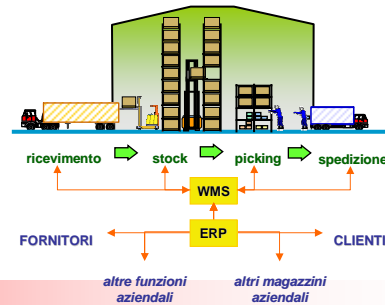 ricevimento stock picking spedizione
WMS
ERP
FORNITORI CLIENTI
altre funzioni altri magazzini
aziendali aziendali